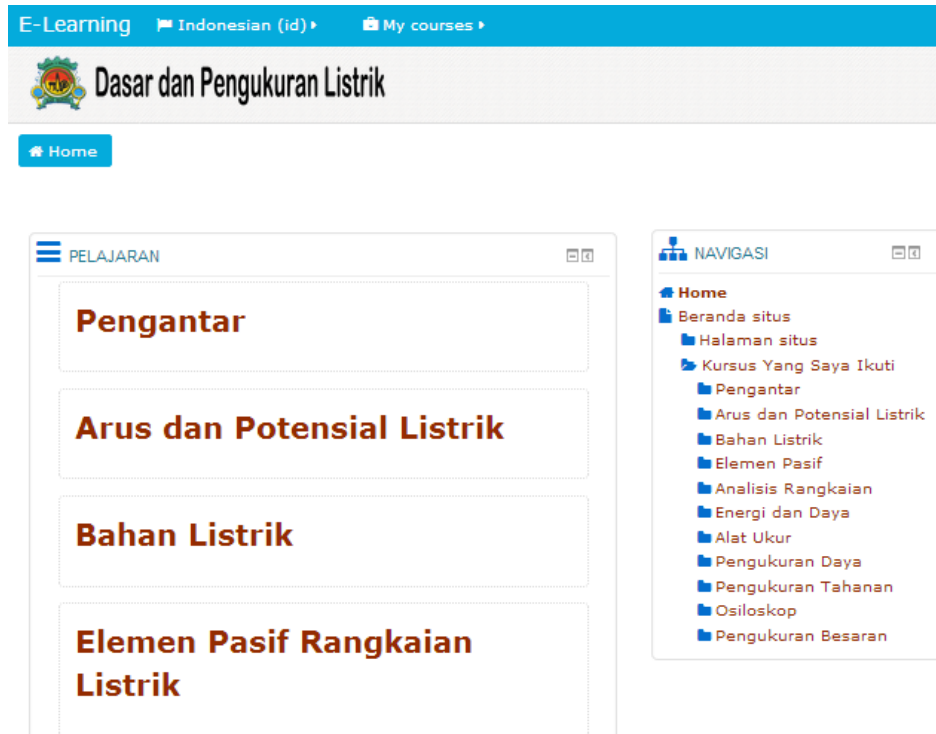 E-Learning Indonesian (id) My courses
Dasar dan Pengukuran Listrik
Home
PELAJARAN
Pengantar
Arus dan Potensial Listrik
Bahan Listrik
Elemen Pasif Rangkaian
Listrik
NAVIGASI
Home
Beranda situs
Halaman situs
Kursus Yang Saya Ikuti
Pengantar
Arus dan Potensial Listrik
Bahan Listrik
Elemen Pasif
Analisis Rangkaian
Energi dan Daya
Alat Ukur
Pengukuran Daya
Pengukuran Tahanan
Osiloskop
Pengukuran Besaran